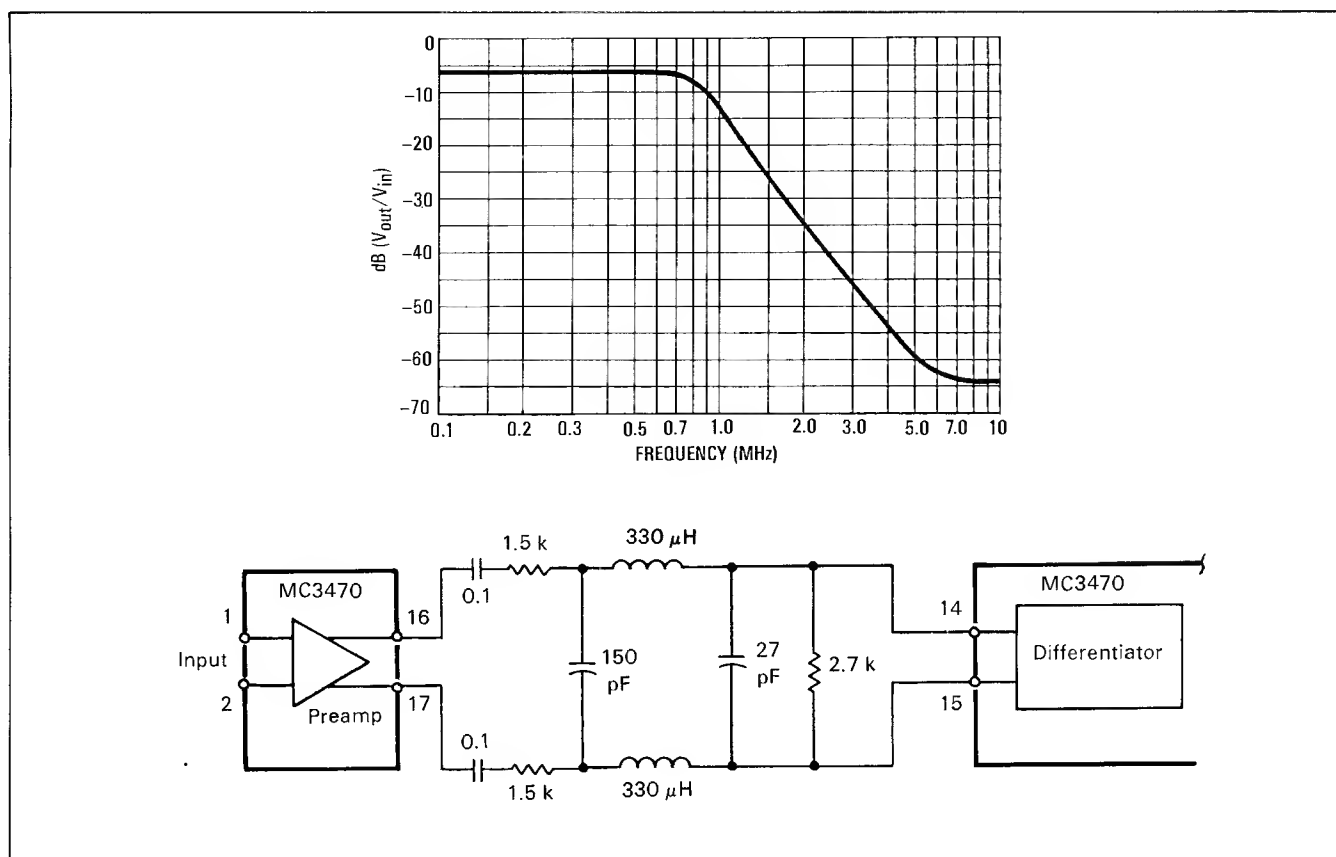 0
−10
−20
−30
−40
−50
−60
−70
dB (Vout/Vin)
0.1 0.2 0.3 0.5 0.7 1.0 2.0 3.0 5.0 7.0 10
FREQUENCY (MHz)
1.5 k
330 µH
MC3470
0.1
MC3470
1
16
14
Input
150
pF
27
pF
2.7 k
Differentiator
2
17
15
Preamp
0.1
1.5 k
330 µH